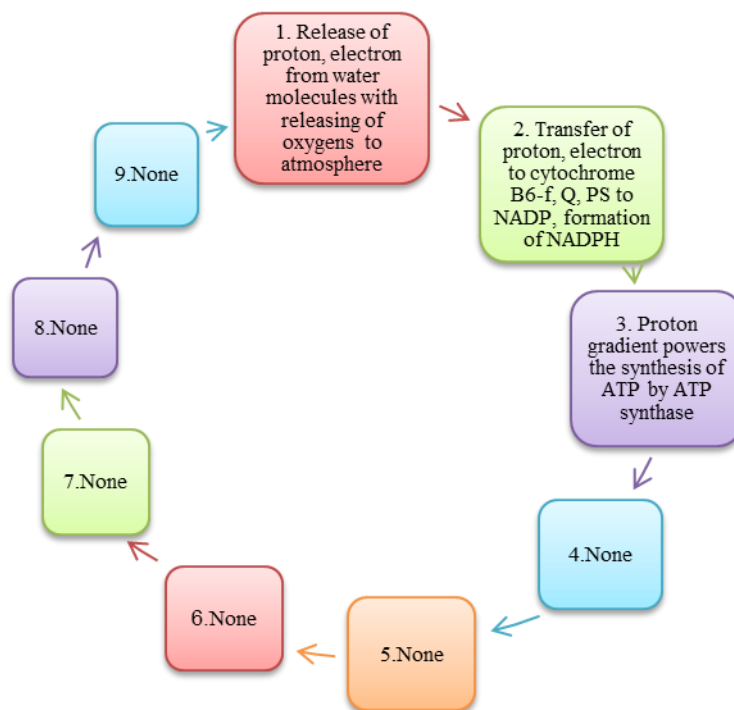 1. Release of
proton, electron
from water
molecules with
releasing of
oxygens to
atmosphere
2. Transfer of
proton, electron
to cytochrome
B6-f, Q, PS to
NADP, formation
of NADPH
3. Proton
gradient powers
the synthesis of
ATP by ATP
synthase
4.None
5.None
6.None
7.None
8.None
9.None